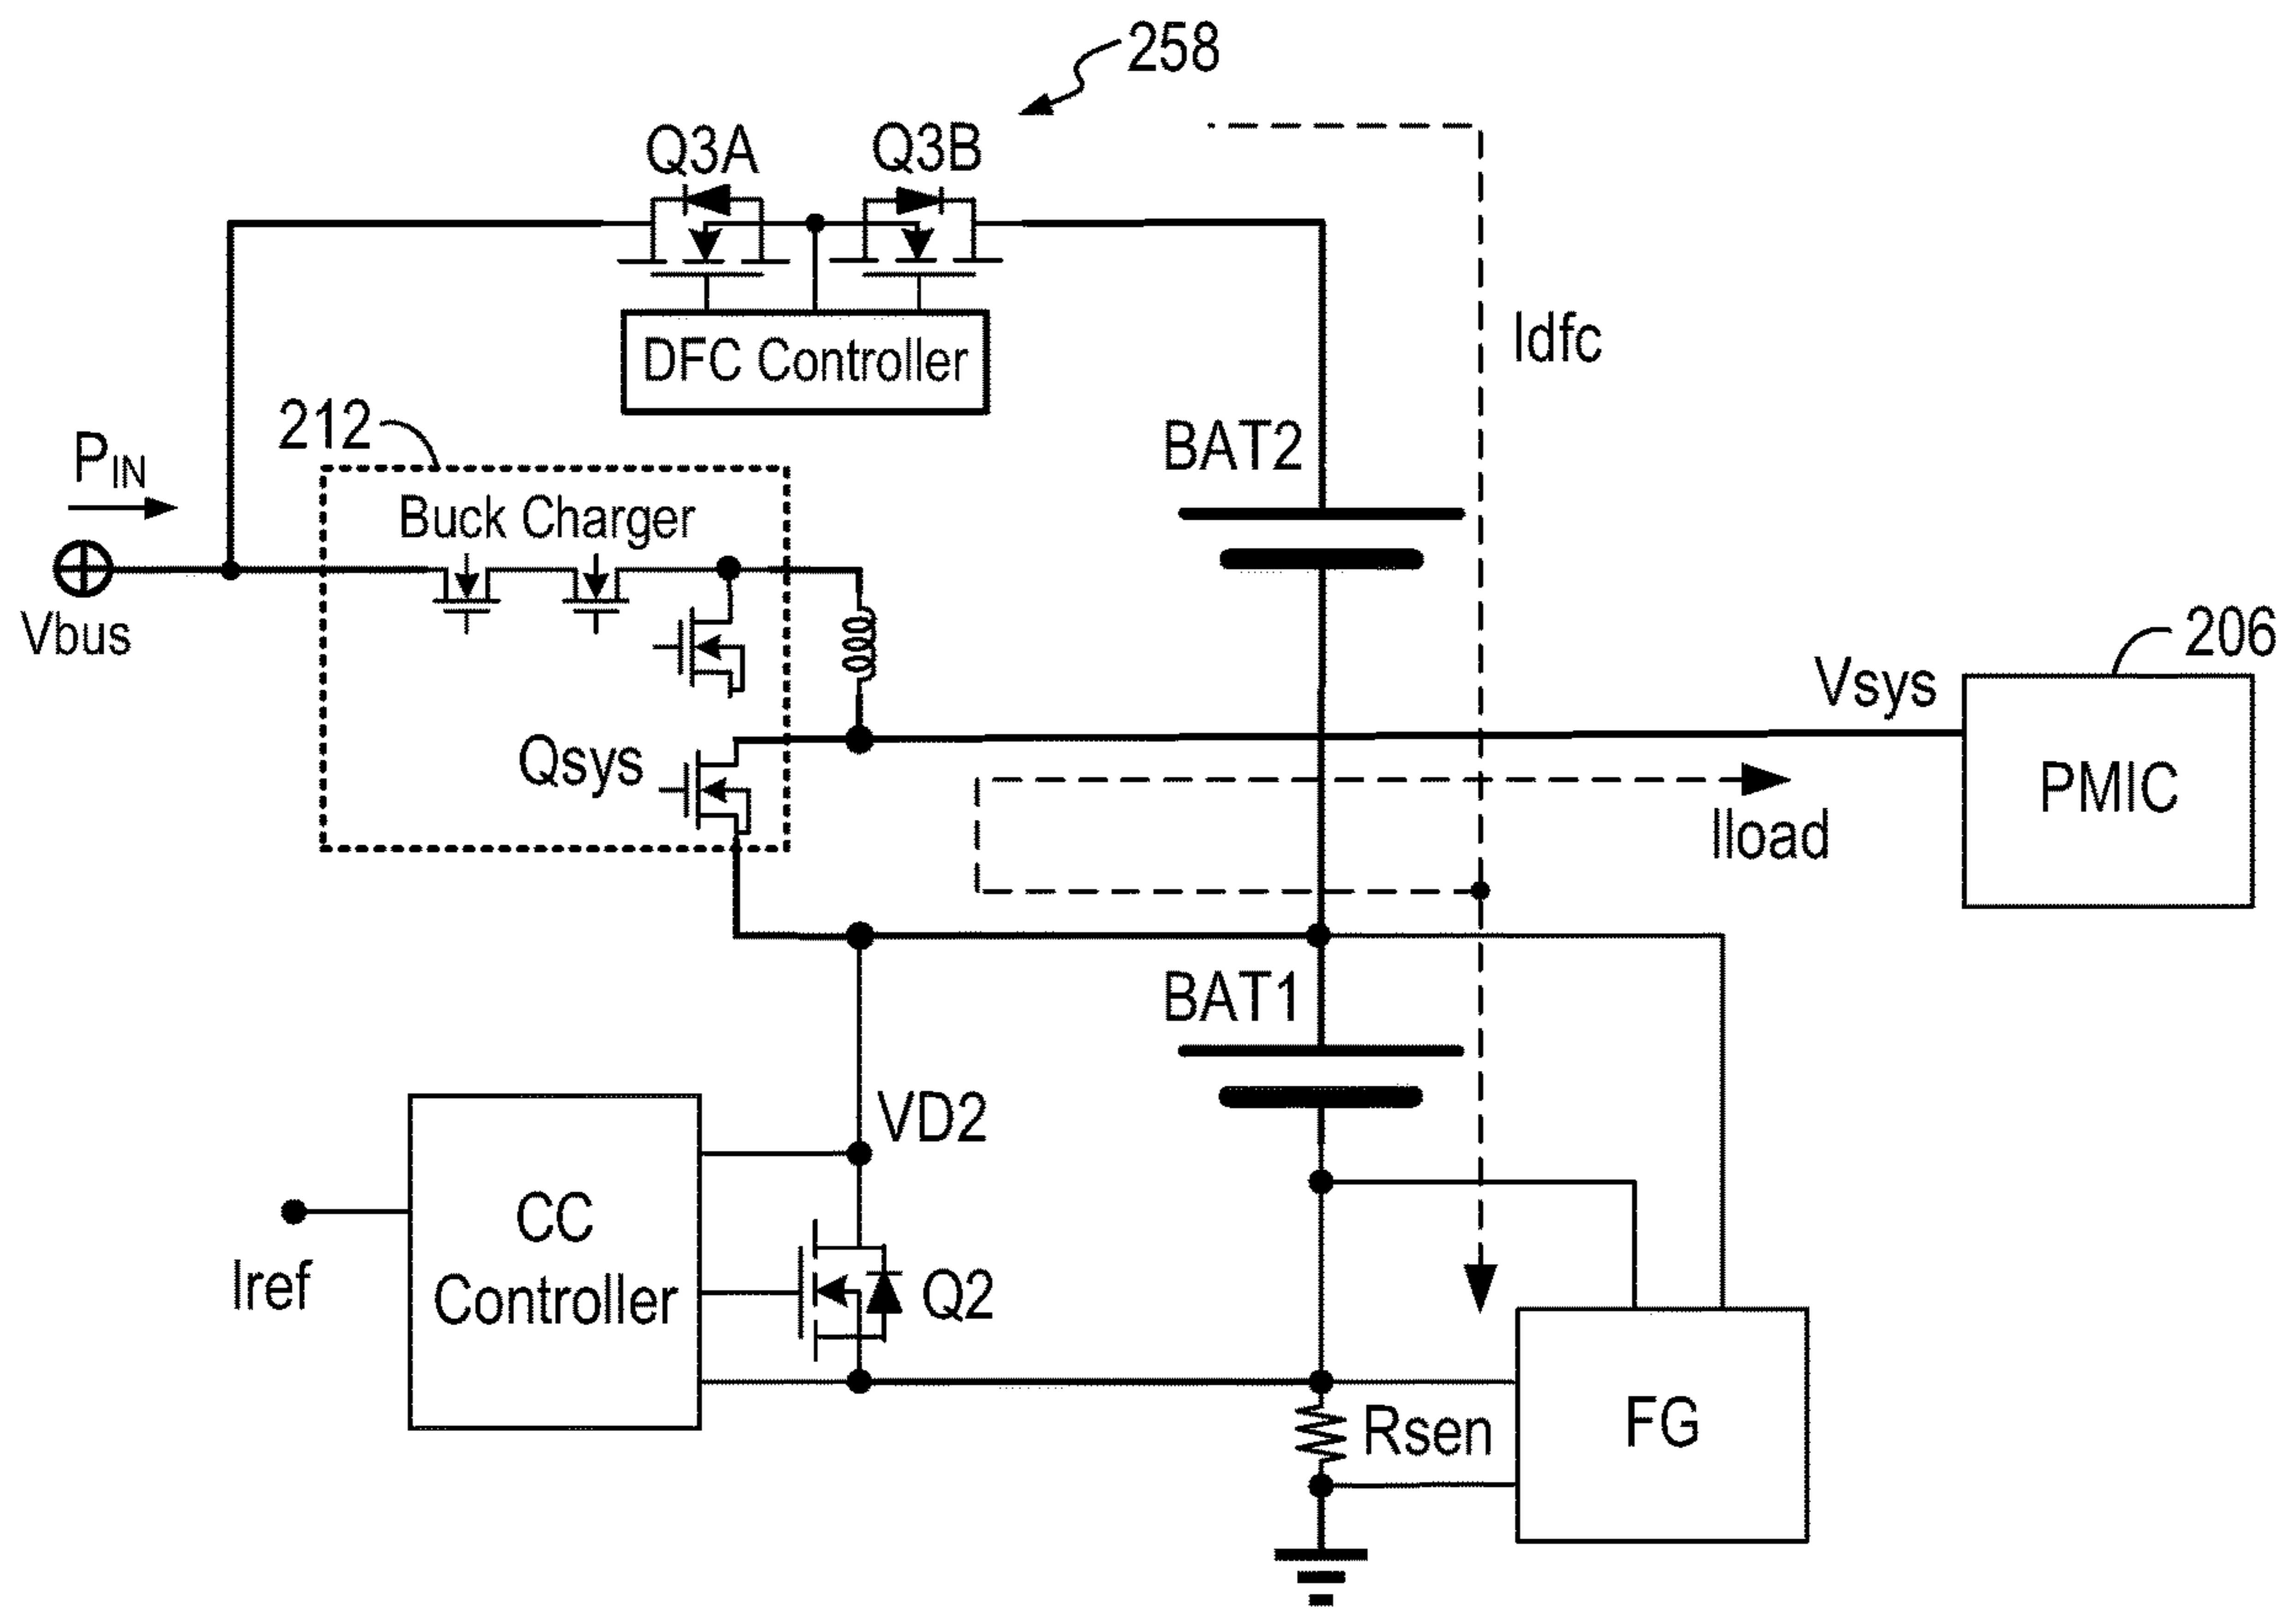 258
Q3A
Q3B
DFC Controller
Idfc
212
PIN
Buck Charger
Vbus
BAT2
206
Vsys
PMIC
Qsys
Iload
BAT1
VD2
CC
Controller
Iref
Q2
Rsen
FG